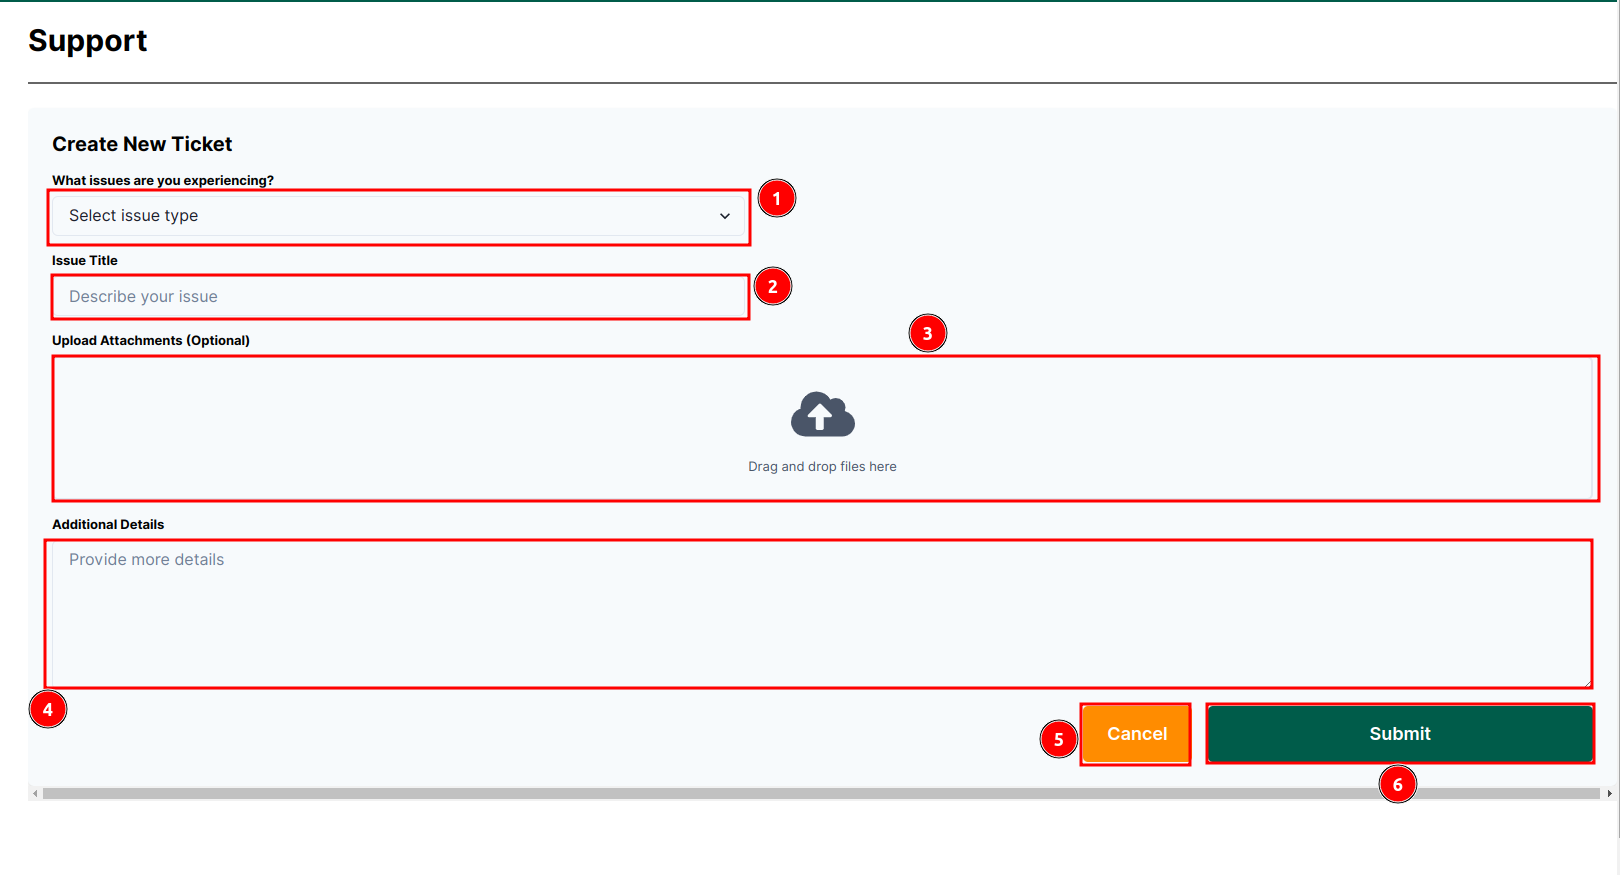 Support
Create New Ticket
What issues are you experiencing?
1
Select issue type
Issue Title
2
Describe your issue
3
Upload Attachments (Optional)
Drag and drop files here
Additional Details
Provide more details
4
5
Cancel
Submit
6